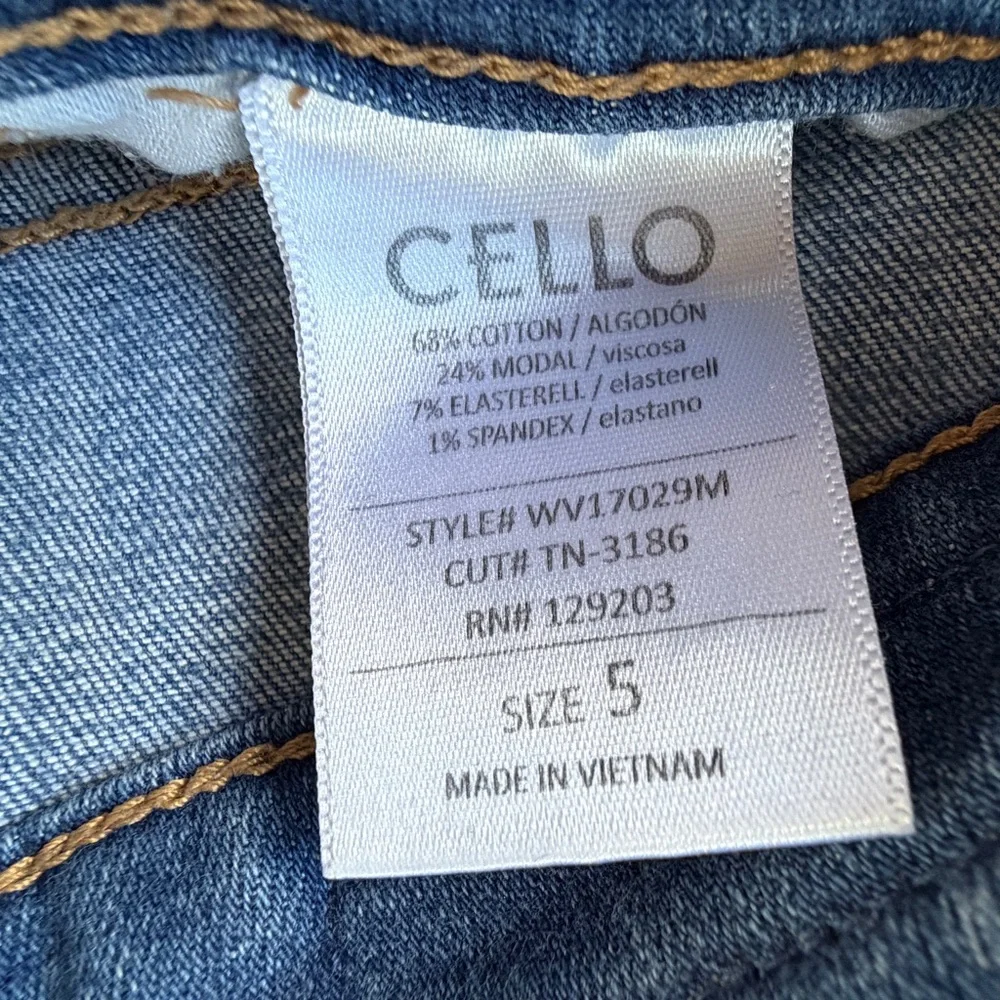 CELLO
68% COTTON / ALGODÓN
24% MODAL / viscosa
7% ELASTERELL / elasterell
1% SPANDEX / elastano
STYLE# WV17029M
CUT# TN-3186
RN# 129203
SIZE 5
MADE IN VIETNAM